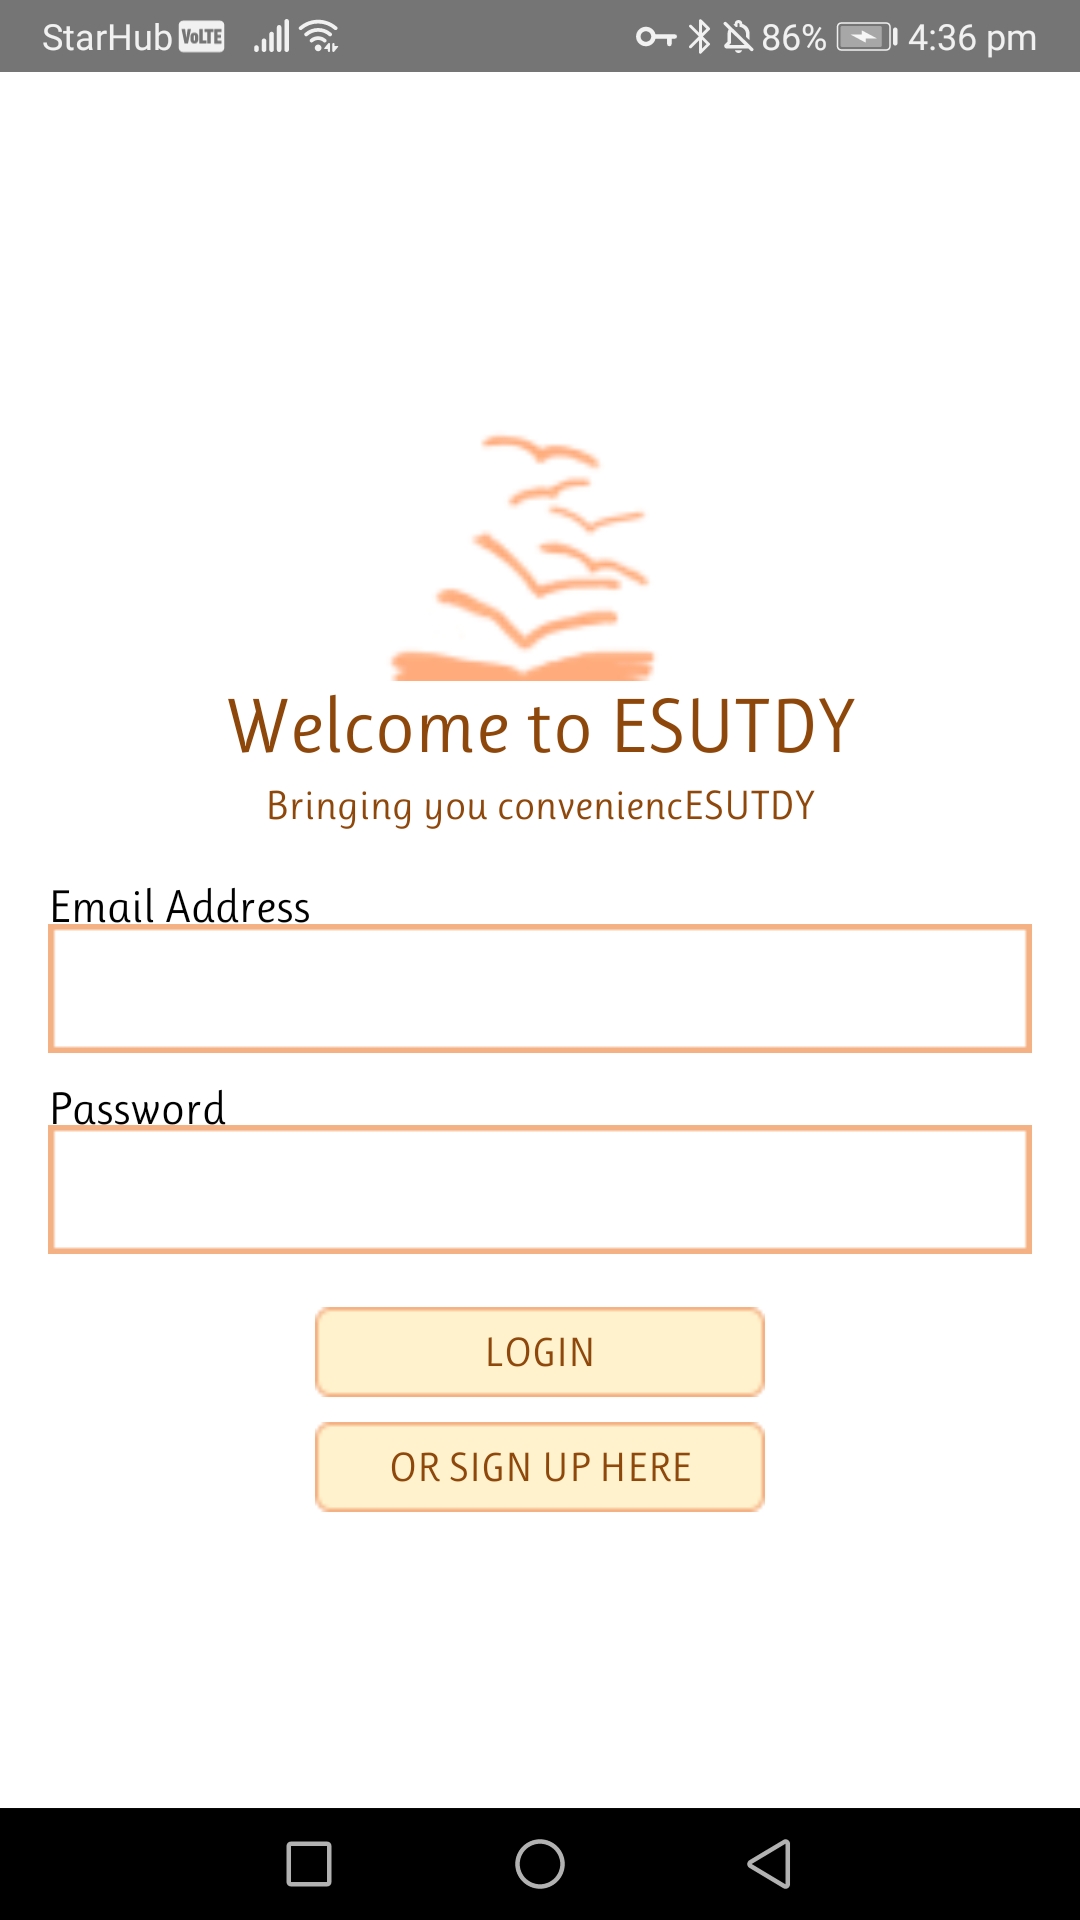 StarHub VoLTE 86% 4:36 pm
Welcome to ESUTDY
Bringing you conveniencESUTDY
Email Address
Password
LOGIN
OR SIGN UP HERE